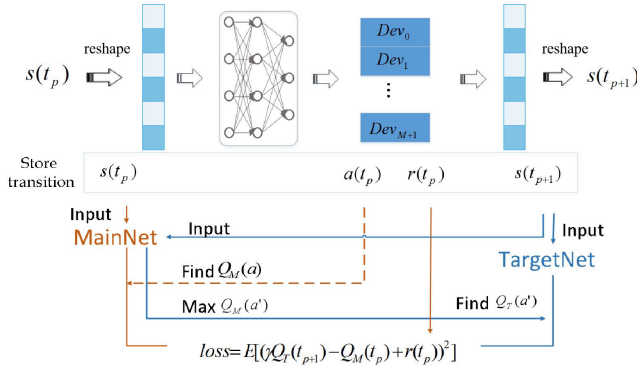 s(t_p)
reshape
Dev_0
Dev_1
⋮
Dev_{M+1}
reshape
s(t_{p+1})
Store
transition
s(t_p)
a(t_p)
r(t_p)
s(t_{p+1})
Input
Input
Input
MainNet
TargetNet
Find Q_M(a)
Max Q_M(a')
Find Q_T(a')
loss=E[(γQ_T(t_{p+1})−Q_M(t_p)+r(t_p))^2]